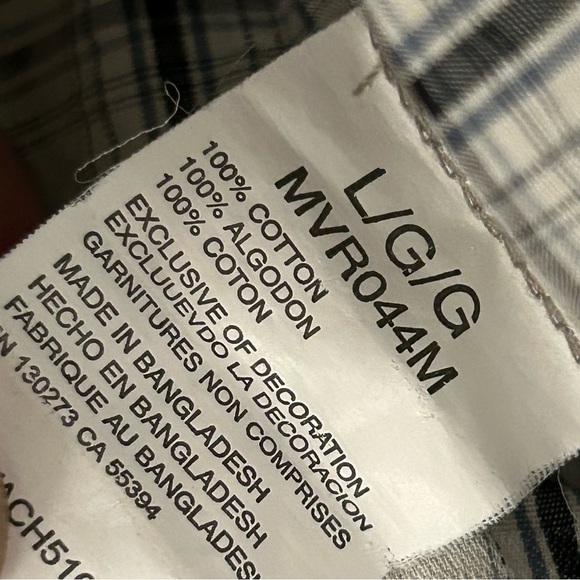 L/G/G
MVR044M
100% COTTON
100% ALGODON
100% COTON
EXCLUSIVE OF DECORATION
EXCLUUEVDO LA DECORACION
GARNITURES NON COMPRISES
MADE IN BANGLADESH
HECHO EN BANGLADESH
FABRIQUE AU BANGLADESH
N 130273 CA 55394